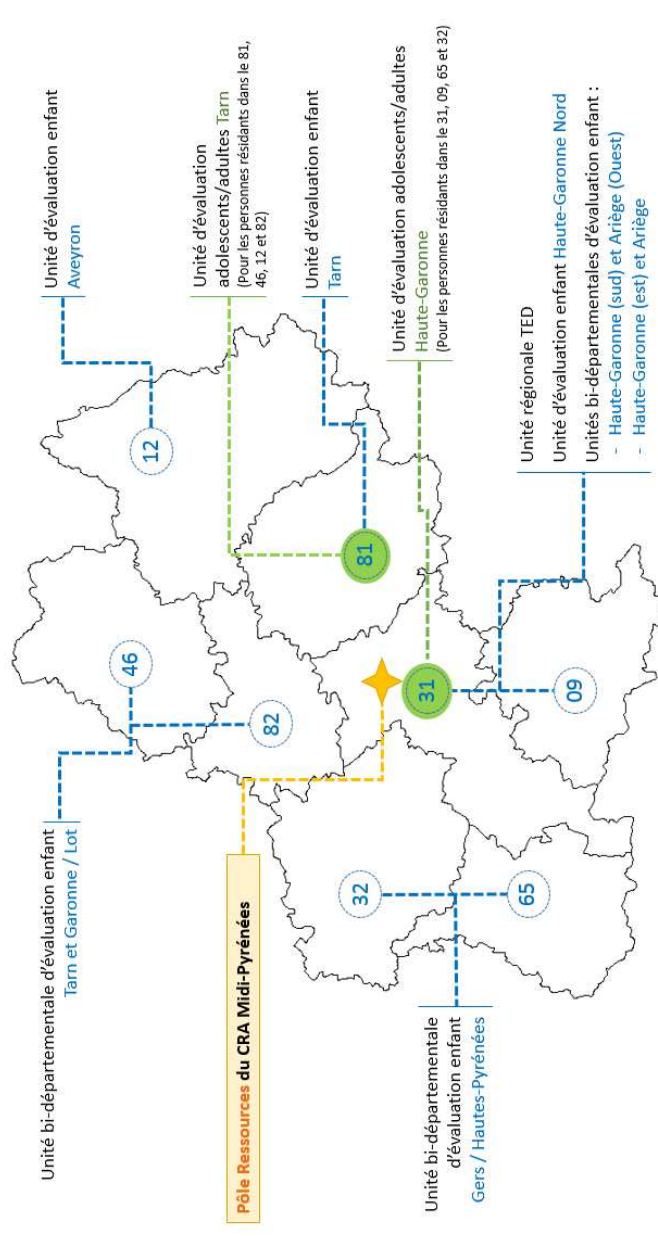 Unité bi-départementale d'évaluation enfant
Tarn et Garonne / Lot
Pôle Ressources du CRA Midi-Pyrénées
Unité bi-départementale
d'évaluation enfant
Gers / Hautes-Pyrénées
46
82
32
65
12
81
31
09
Unité d'évaluation enfant
Aveyron
Unité d'évaluation
adolescents/adultes Tarn
(Pour les personnes résidants dans le 81,
46, 12 et 82)
Unité d'évaluation enfant
Tarn
Unité d'évaluation adolescents/adultes
Haute-Garonne
(Pour les personnes résidants dans le 31, 09, 65 et 32)
Unité régionale TED
Unité d'évaluation enfant Haute-Garonne Nord
Unités bi-départementales d'évaluation enfant :
- Haute-Garonne (sud) et Ariège (Ouest)
- Haute-Garonne (est) et Ariège